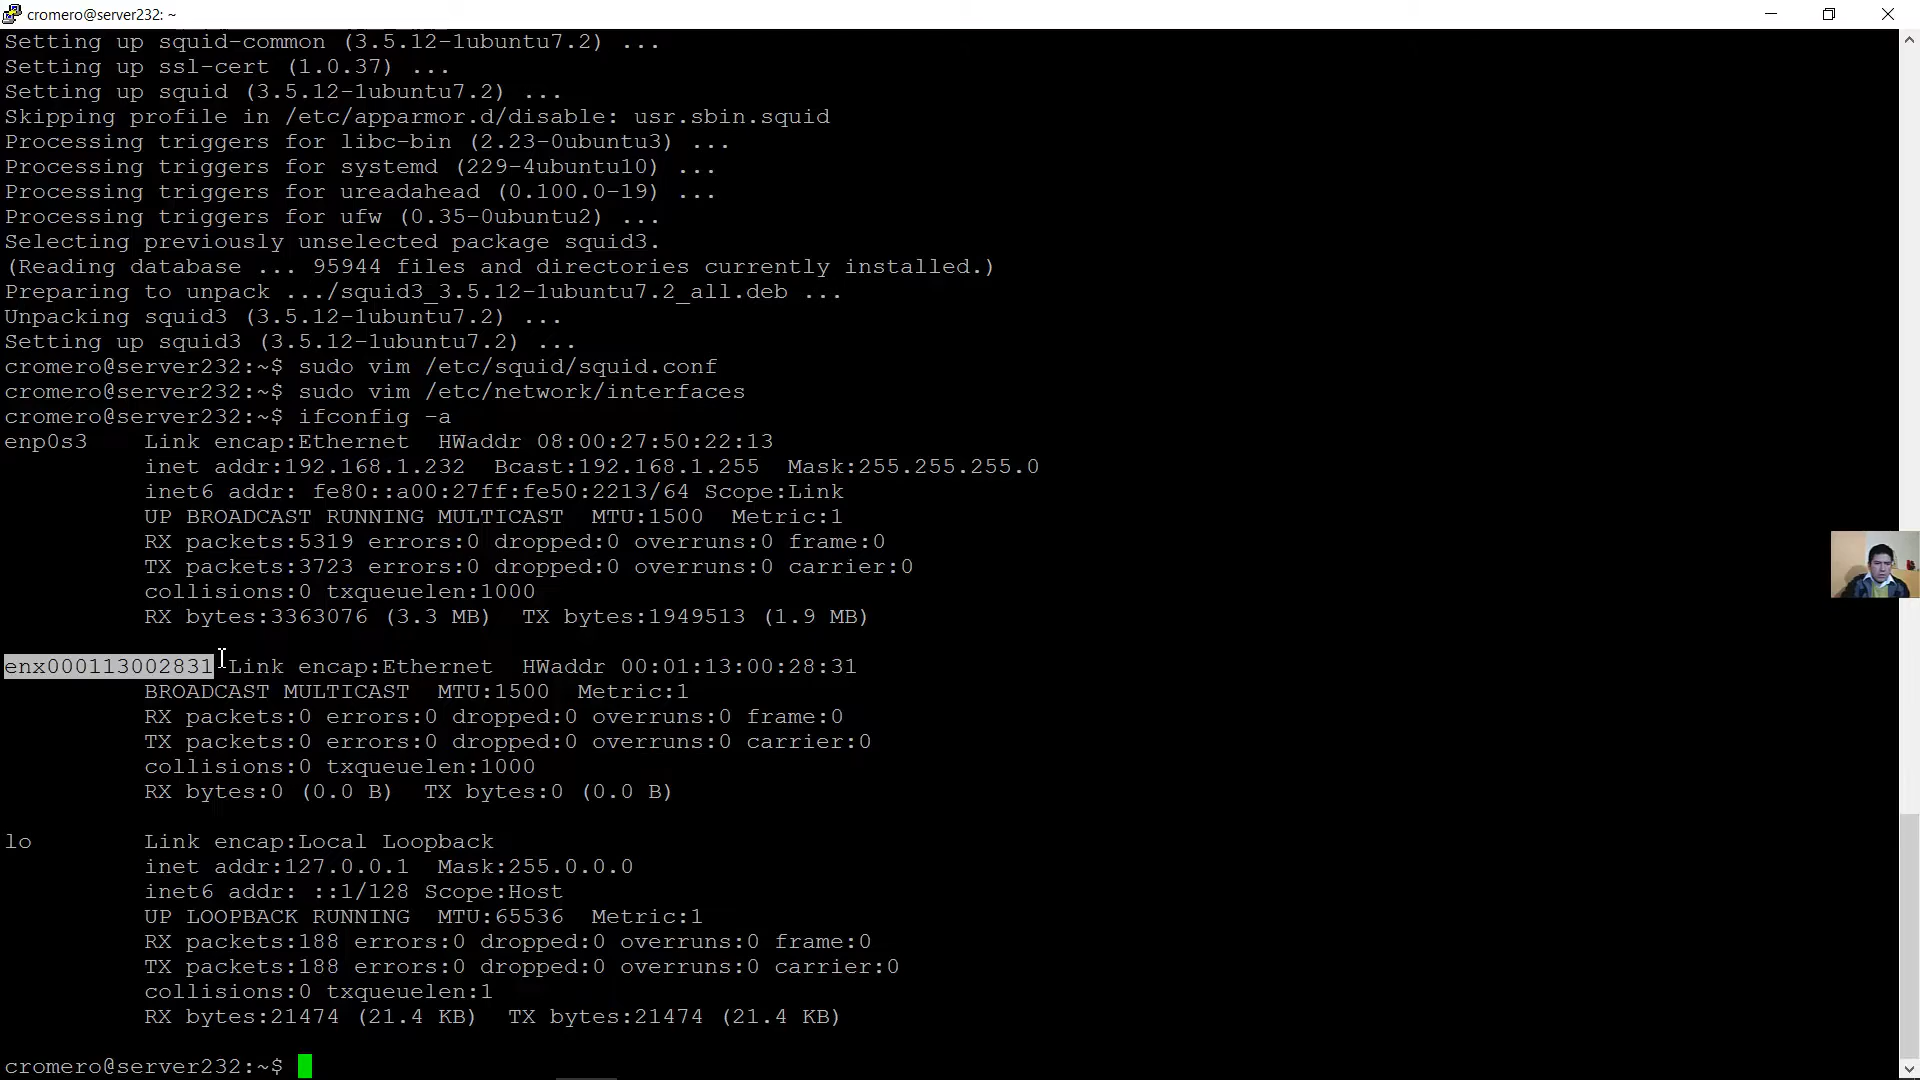 cromero@server232: ~
Setting up squid-common (3.5.12-1ubuntu7.2) ...
Setting up ssl-cert (1.0.37) ...
Setting up squid (3.5.12-1ubuntu7.2) ...
Skipping profile in /etc/apparmor.d/disable: usr.sbin.squid
Processing triggers for libc-bin (2.23-0ubuntu3) ...
Processing triggers for systemd (229-4ubuntu10) ...
Processing triggers for ureadahead (0.100.0-19) ...
Processing triggers for ufw (0.35-0ubuntu2) ...
Selecting previously unselected package squid3.
(Reading database ... 95944 files and directories currently installed.)
Preparing to unpack .../squid3_3.5.12-1ubuntu7.2_all.deb ...
Unpacking squid3 (3.5.12-1ubuntu7.2) ...
Setting up squid3 (3.5.12-1ubuntu7.2) ...
cromero@server232:~$ sudo vim /etc/squid/squid.conf
cromero@server232:~$ sudo vim /etc/network/interfaces
cromero@server232:~$ ifconfig -a
enp0s3    Link encap:Ethernet  HWaddr 08:00:27:50:22:13
          inet addr:192.168.1.232  Bcast:192.168.1.255  Mask:255.255.255.0
          inet6 addr: fe80::a00:27ff:fe50:2213/64 Scope:Link
          UP BROADCAST RUNNING MULTICAST  MTU:1500  Metric:1
          RX packets:5319 errors:0 dropped:0 overruns:0 frame:0
          TX packets:3723 errors:0 dropped:0 overruns:0 carrier:0
          collisions:0 txqueuelen:1000
          RX bytes:3363076 (3.3 MB)  TX bytes:1949513 (1.9 MB)
enx000113002831 Link encap:Ethernet  HWaddr 00:01:13:00:28:31
          BROADCAST MULTICAST  MTU:1500  Metric:1
          RX packets:0 errors:0 dropped:0 overruns:0 frame:0
          TX packets:0 errors:0 dropped:0 overruns:0 carrier:0
          collisions:0 txqueuelen:1000
          RX bytes:0 (0.0 B)  TX bytes:0 (0.0 B)
lo        Link encap:Local Loopback
          inet addr:127.0.0.1  Mask:255.0.0.0
          inet6 addr: ::1/128 Scope:Host
          UP LOOPBACK RUNNING  MTU:65536  Metric:1
          RX packets:188 errors:0 dropped:0 overruns:0 frame:0
          TX packets:188 errors:0 dropped:0 overruns:0 carrier:0
          collisions:0 txqueuelen:1
          RX bytes:21474 (21.4 KB)  TX bytes:21474 (21.4 KB)
cromero@server232:~$